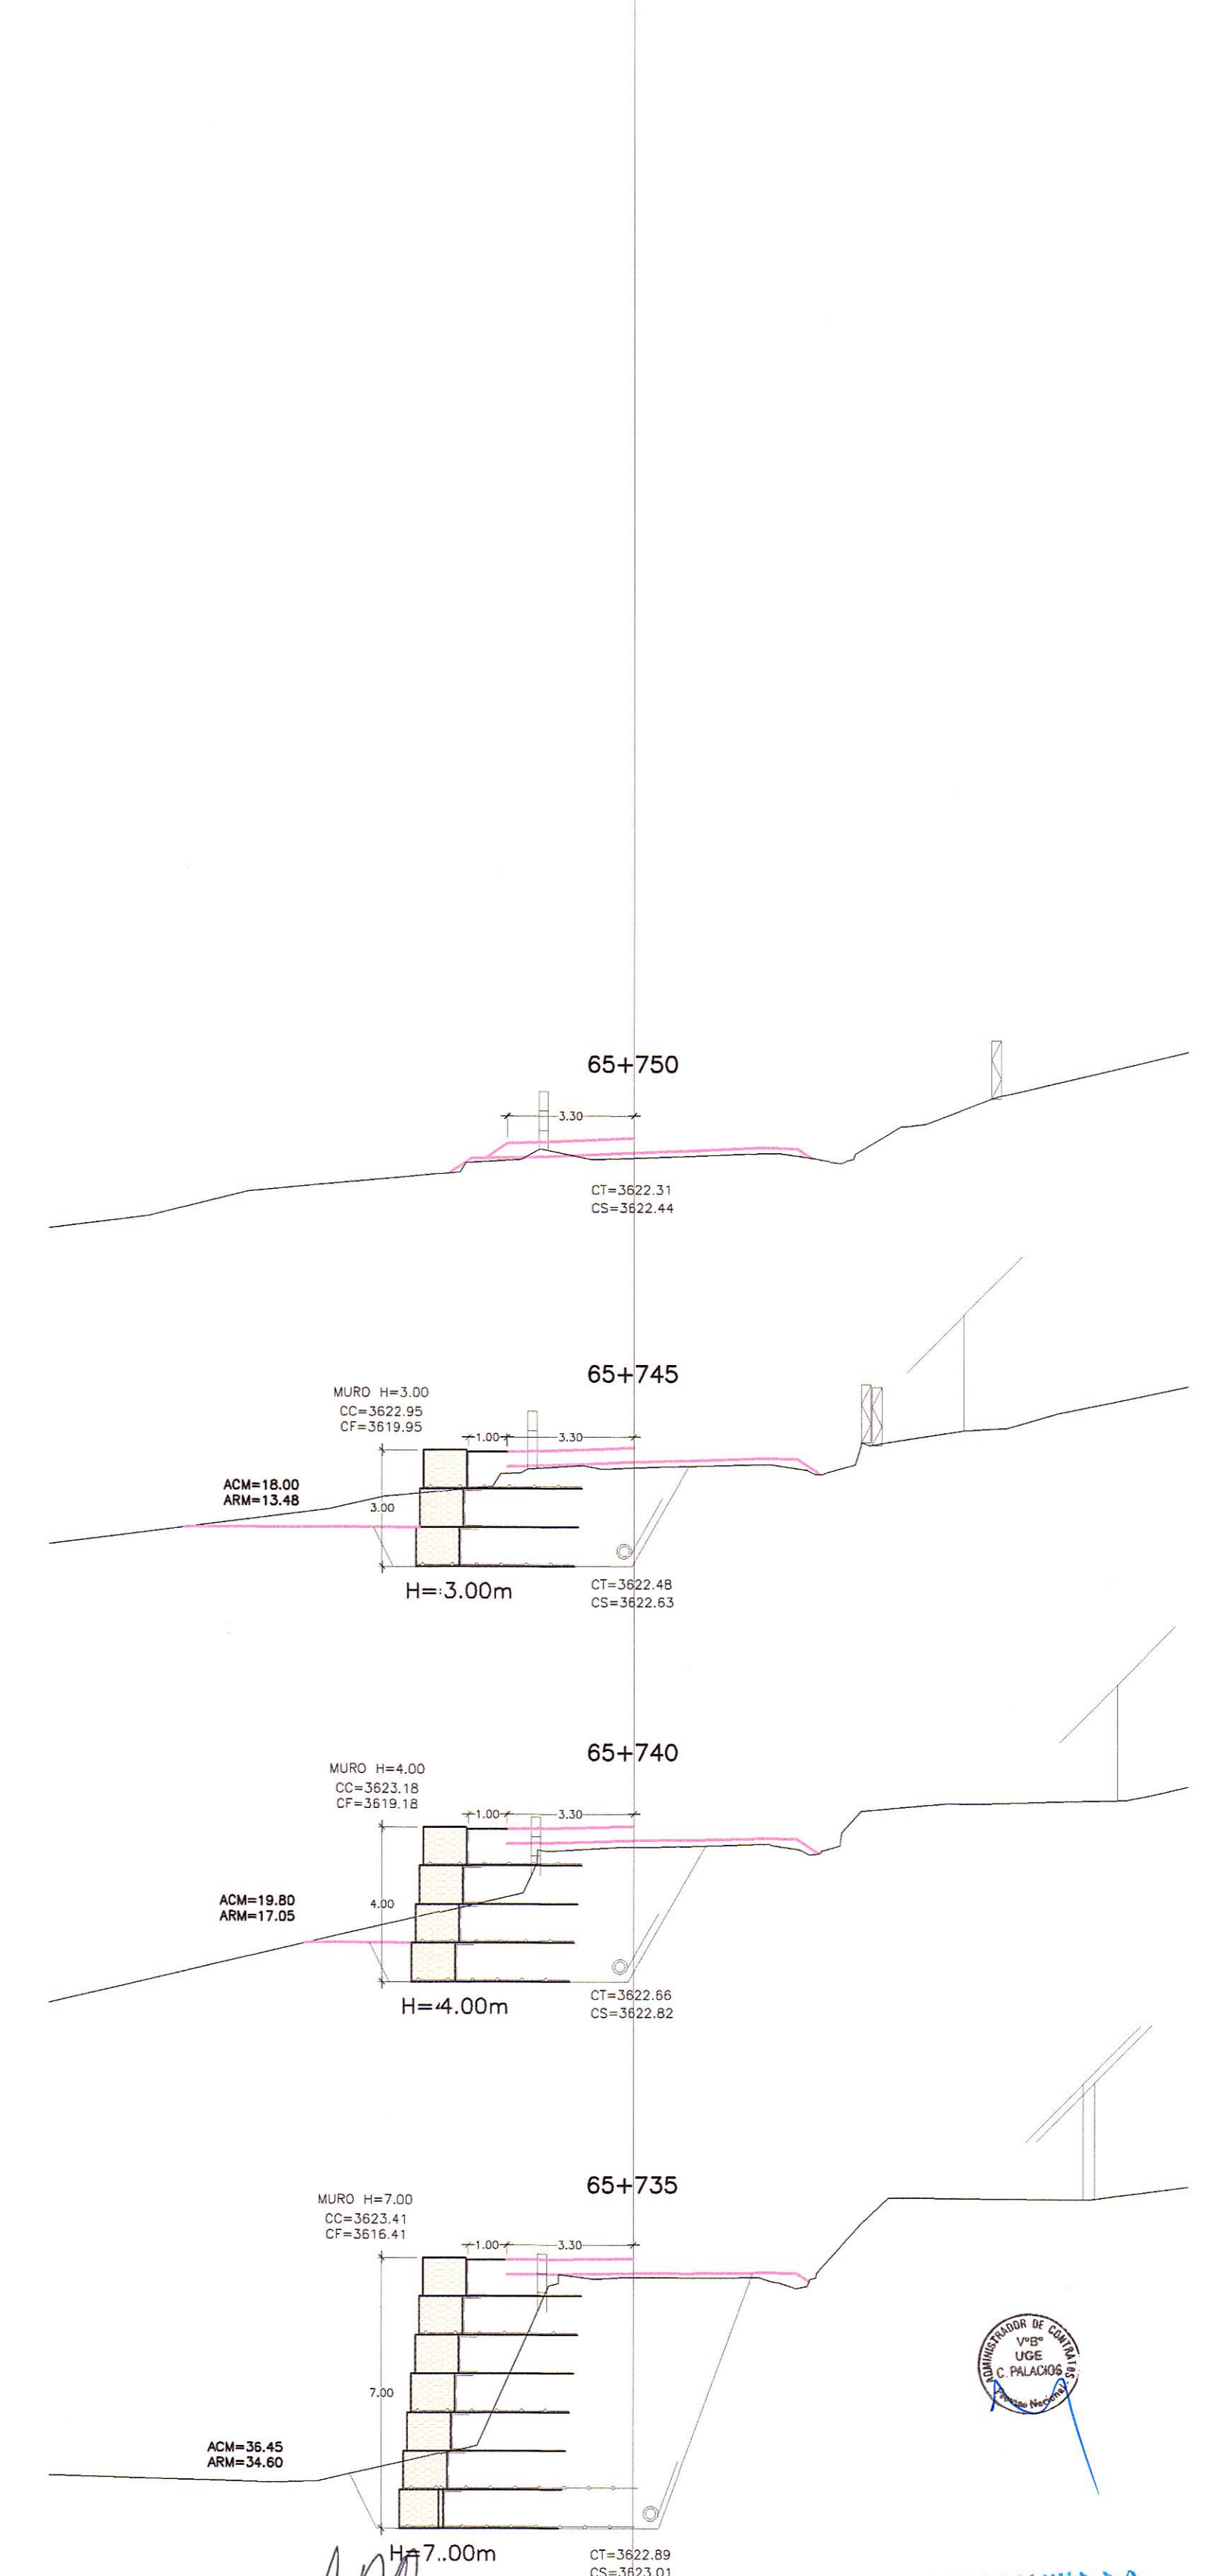 65+750
3.30
CT=3622.31
CS=3622.44
65+745
MURO H=3.00
CC=3622.95
CF=3619.95
1.00 3.30
ACM=18.00
ARM=13.48
3.00
H=:3.00m
CT=3622.48
CS=3622.63
65+740
MURO H=4.00
CC=3623.18
CF=3619.18
1.00 3.30
ACM=19.80
ARM=17.05
4.00
H=4.00m
CT=3622.66
CS=3622.82
65+735
MURO H=7.00
CC=3623.41
CF=3616.41
1.00 3.30
ADMINISTRADOR DE CONTRATOS
V°B°
UGE
C. PALACIOS
Provias Nacional
7.00
ACM=36.45
ARM=34.60
H=7..00m
CT=3622.89
CS=3623.01